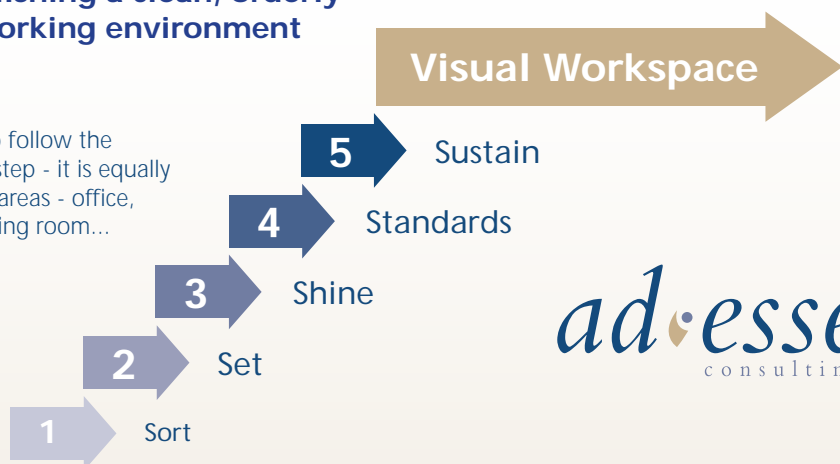 orking environment
Visual Workspace
follow the
step - it is equally
areas - office,
ing room...
5 Sustain
4 Standards
3 Shine
2 Set
1 Sort
ad esse
consultin